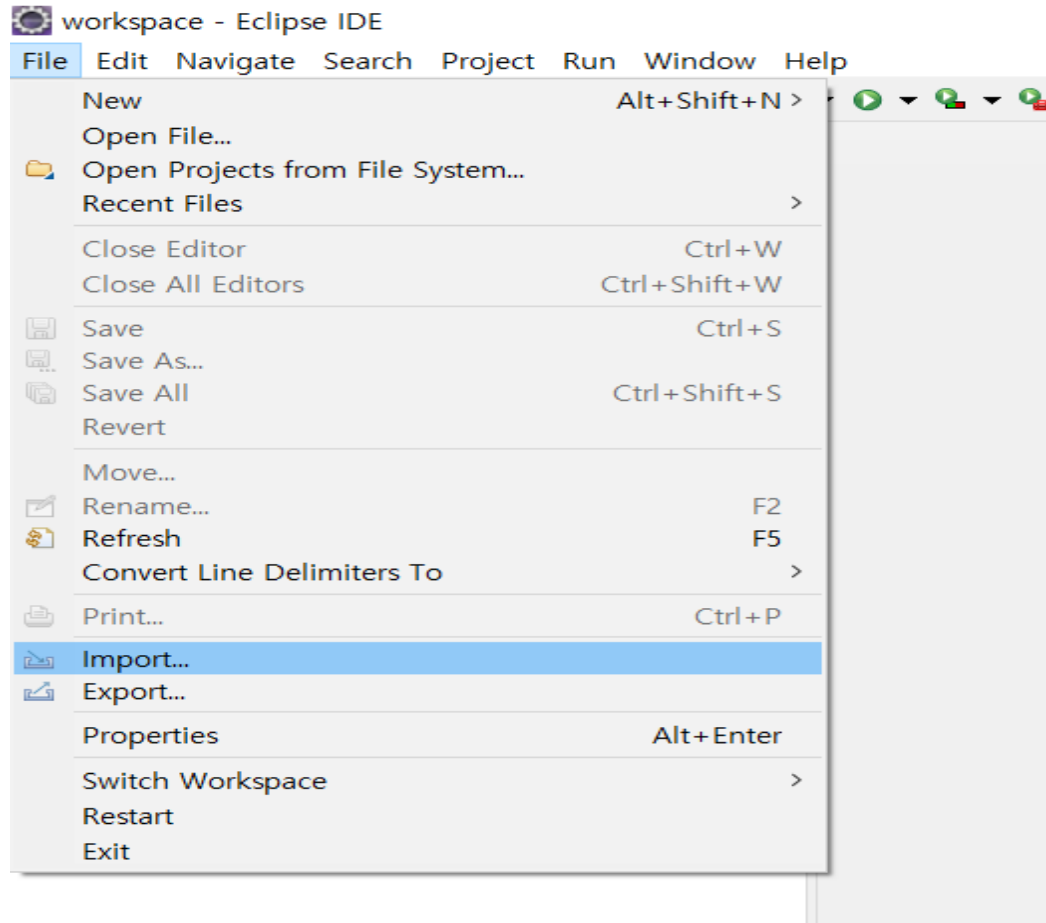 workspace - Eclipse IDE
File Edit Navigate Search Project Run Window Help
New Alt+Shift+N >
Open File...
Open Projects from File System...
Recent Files >
Close Editor Ctrl+W
Close All Editors Ctrl+Shift+W
Save Ctrl+S
Save As...
Save All Ctrl+Shift+S
Revert
Move...
Rename... F2
Refresh F5
Convert Line Delimiters To >
Print... Ctrl+P
Import...
Export...
Properties Alt+Enter
Switch Workspace >
Restart
Exit